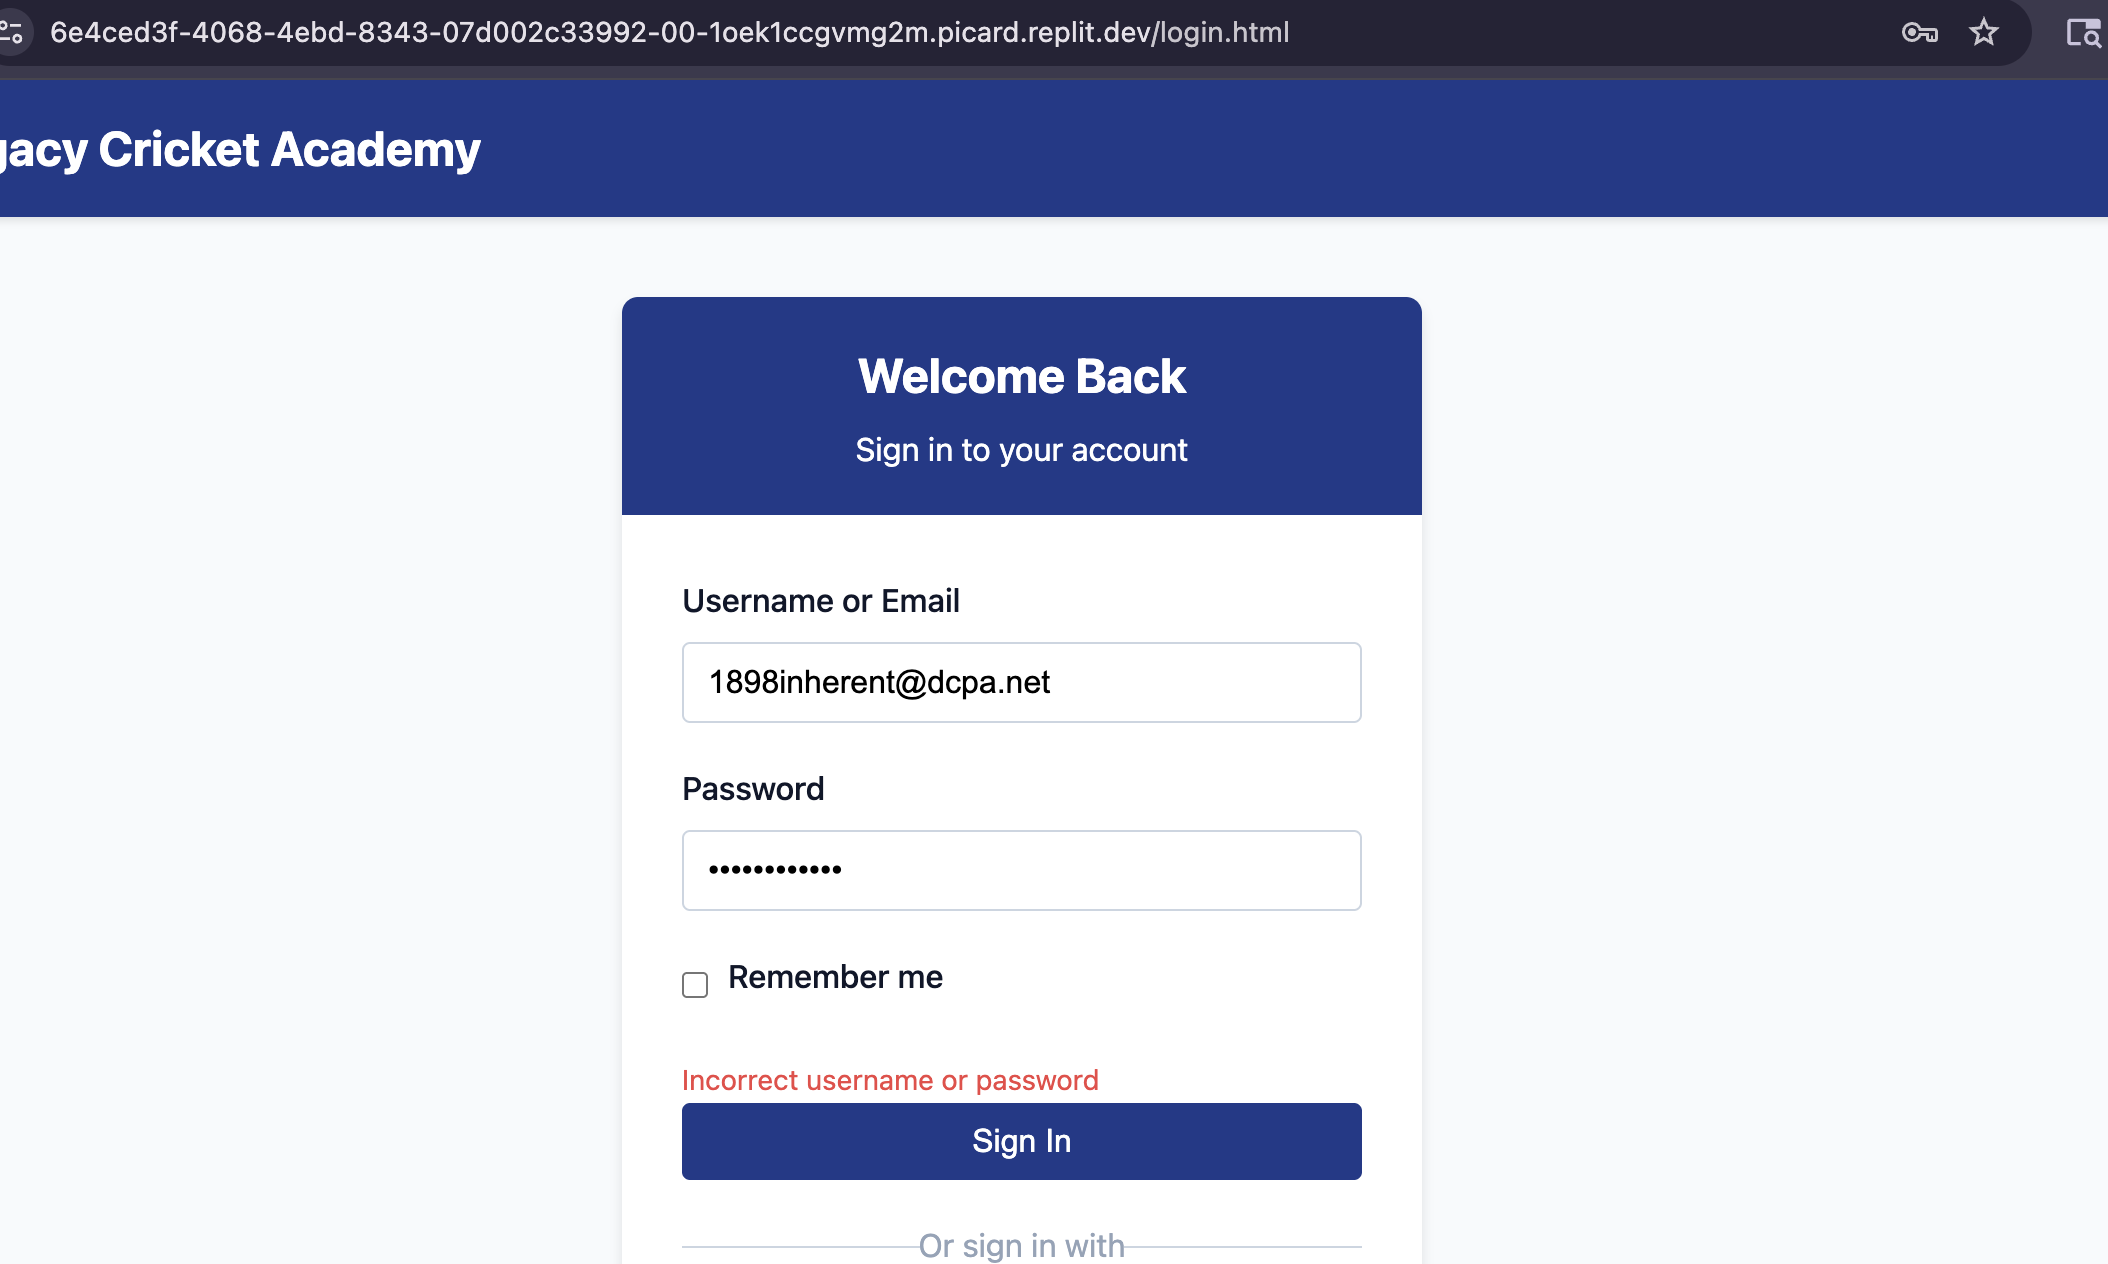 6e4ced3f-4068-4ebd-8343-07d002c33992-00-1oek1ccgvmg2m.picard.replit.dev/login.html
gacy Cricket Academy
Welcome Back
Sign in to your account
Username or Email
1898inherent@dcpa.net
Password
••••••••••••
Remember me
Incorrect username or password
Sign In
Or sign in with